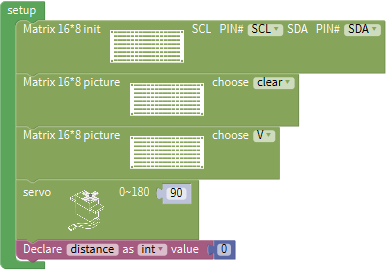 setup
Matrix 16*8 init SCL PIN# SCL SDA PIN# SDA
Matrix 16*8 picture choose clear
Matrix 16*8 picture choose V
servo 0~180 90
Declare distance as int value 0